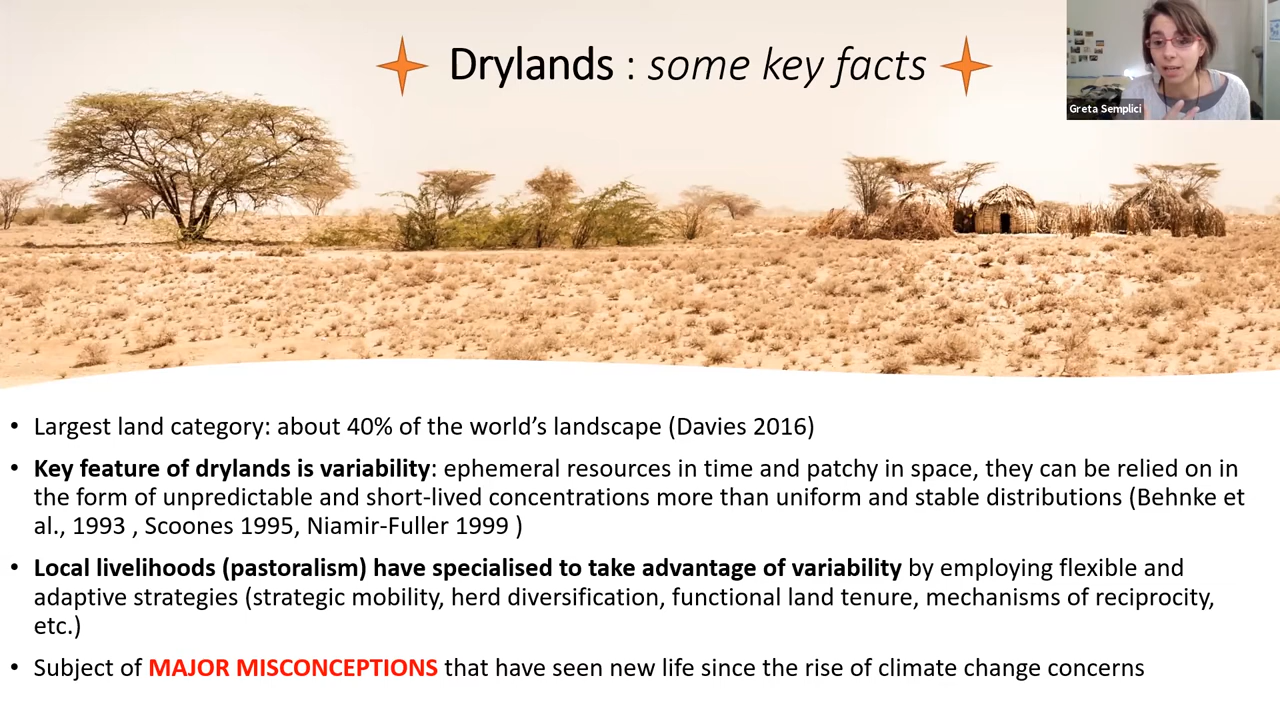 Drylands : some key facts
Greta Semplici
• Largest land category: about 40% of the world’s landscape (Davies 2016)
• Key feature of drylands is variability: ephemeral resources in time and patchy in space, they can be relied on in
the form of unpredictable and short-lived concentrations more than uniform and stable distributions (Behnke et
al., 1993 , Scoones 1995, Niamir-Fuller 1999 )
• Local livelihoods (pastoralism) have specialised to take advantage of variability by employing flexible and
adaptive strategies (strategic mobility, herd diversification, functional land tenure, mechanisms of reciprocity,
etc.)
• Subject of MAJOR MISCONCEPTIONS that have seen new life since the rise of climate change concerns